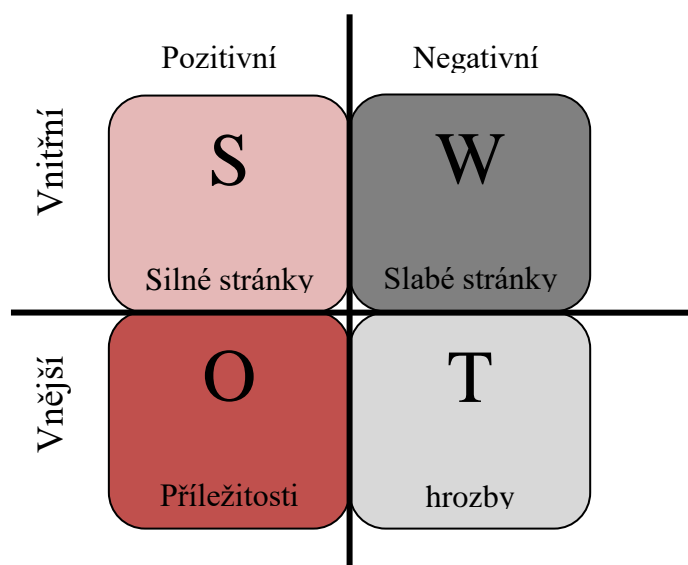 Pozitivní
Negativní
Vnitřní
S
W
Silné stránky
Slabé stránky
Vnější
O
T
Příležitosti
hrozby